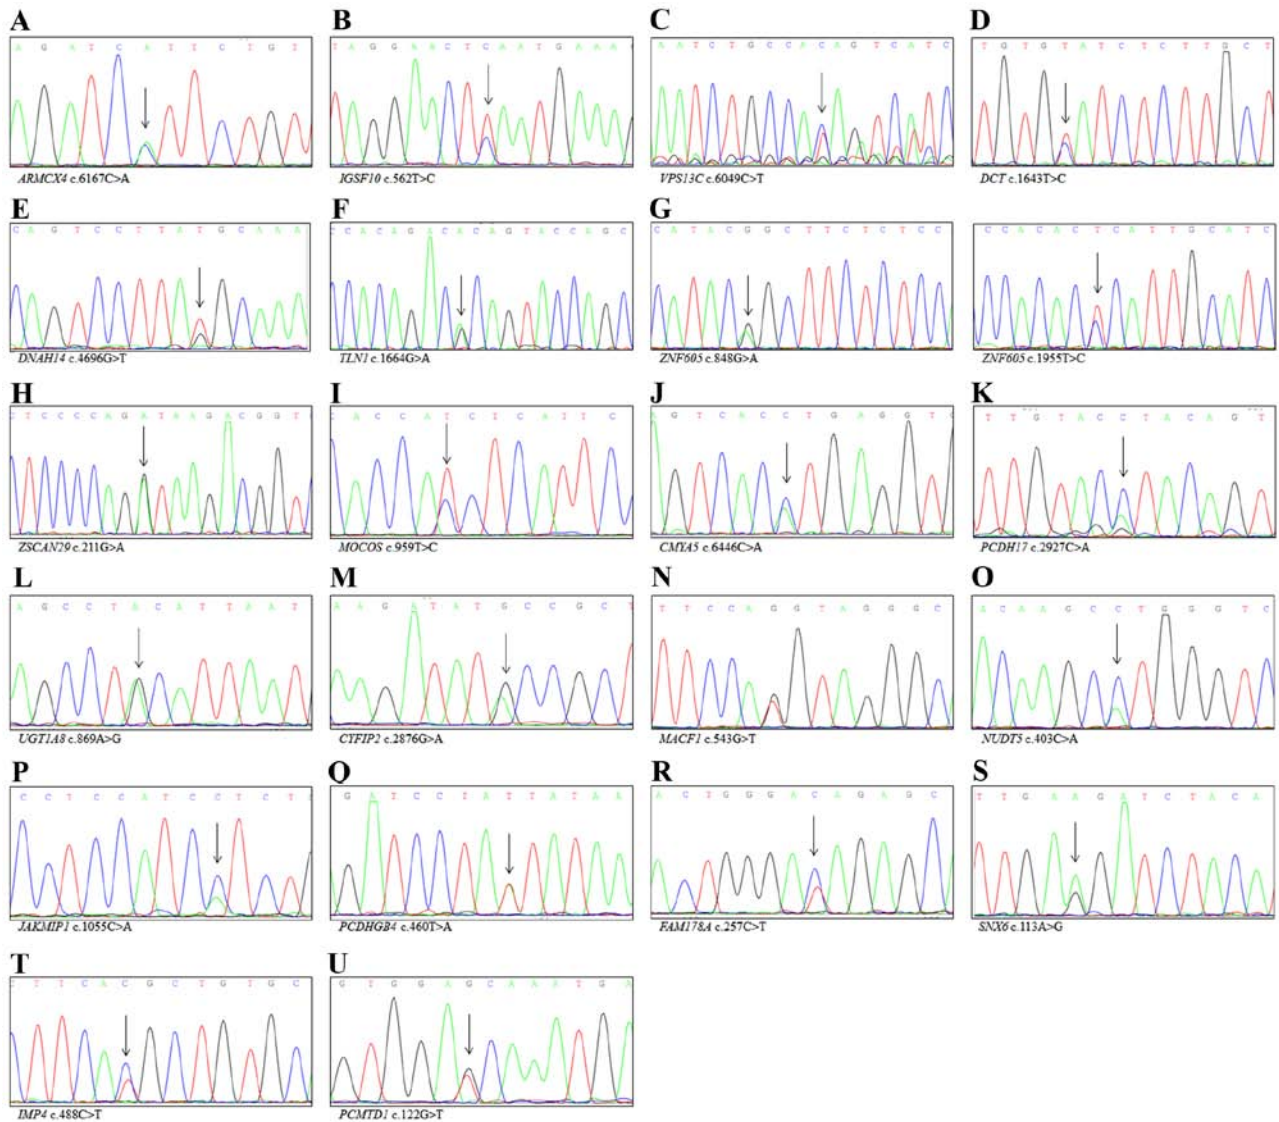 A B C D
A G A T C A T T C T G T
T A G G A A C T C A A T G A A A
A A T C T G C C A C A G T C A T C
T G T G T A T C T C T T G C T
ARMCX4 c.6167C>A
IGSF10 c.562T>C
VPS13C c.6049C>T
DCT c.1643T>C
E F G
C A G T C C T T A T G C A A A
C C A C A G A C A C A G T A C C A G C
C A T A C G G C T T C T C T C C
C C A C A C T C A T T G C A T C
DNAH14 c.4696G>T
TLN1 c.1664G>A
ZNF605 c.848G>A
ZNF605 c.1955T>C
H I J K
C T C C C C A G A T A A G A C G G T
C A C C A T C T C A T T C
A G T C A C C T G A G G T G
T T G T A C C T A C A G T
ZSCAN29 c.211G>A
MOCOS c.959T>C
CMYA5 c.6446C>A
PCDH17 c.2927C>A
L M N O
A G C C T A C A T T A A T
A A G A T A T G C C G C T
T T C C A G G T A G G G C
A C A A G C C T G G G T C
UGT1A8 c.869A>G
CYFIP2 c.2876G>A
MACF1 c.543G>T
NUDT5 c.403C>A
P Q R S
C C T C C A T C C T C T
G A T C C T A T T A T A A
A C T G G G A C A G A G C
T T G A A G A T C T A C A
JAKMIP1 c.1055C>A
PCDHGB4 c.460T>A
FAM178A c.257C>T
SNX6 c.113A>G
T U
T T C A C G C T G T G C
G T G G A G C A A A T G A
IMP4 c.488C>T
PCMTD1 c.122G>T